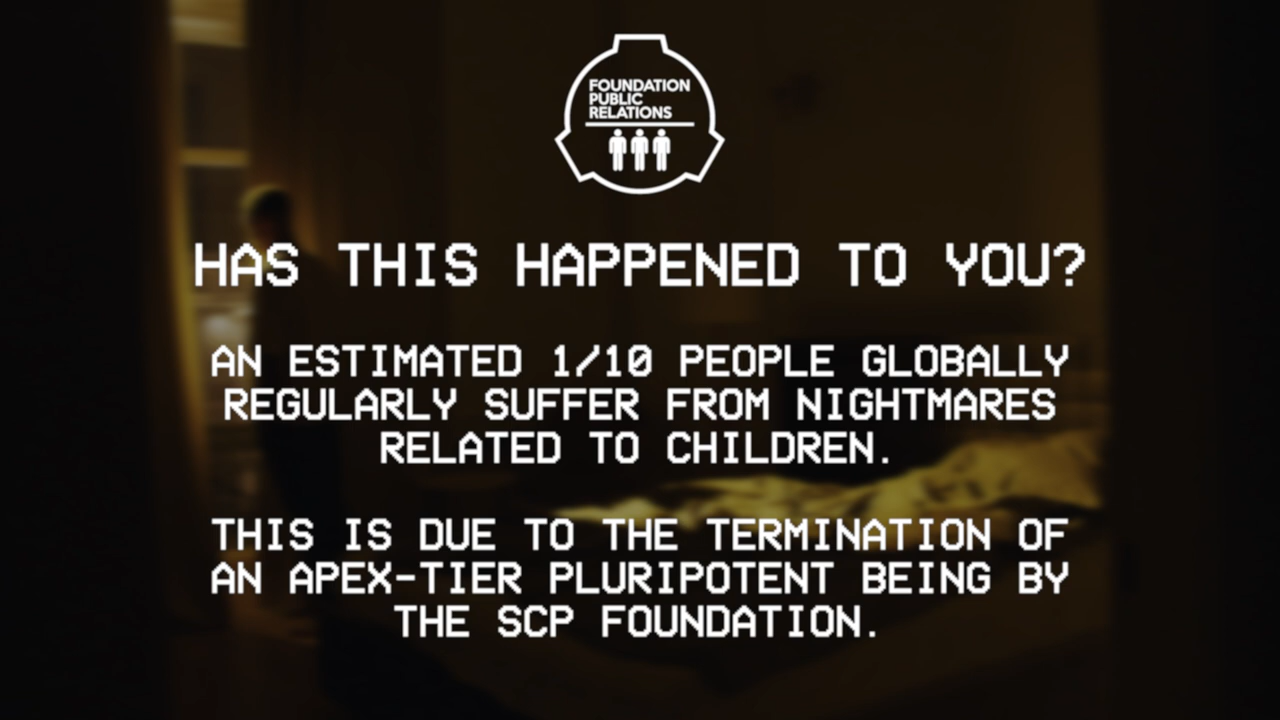 FOUNDATION
PUBLIC
RELATIONS
HAS THIS HAPPENED TO YOU?
AN ESTIMATED 1/10 PEOPLE GLOBALLY
REGULARLY SUFFER FROM NIGHTMARES
RELATED TO CHILDREN.
THIS IS DUE TO THE TERMINATION OF
AN APEX-TIER PLURIPOTENT BEING BY
THE SCP FOUNDATION.